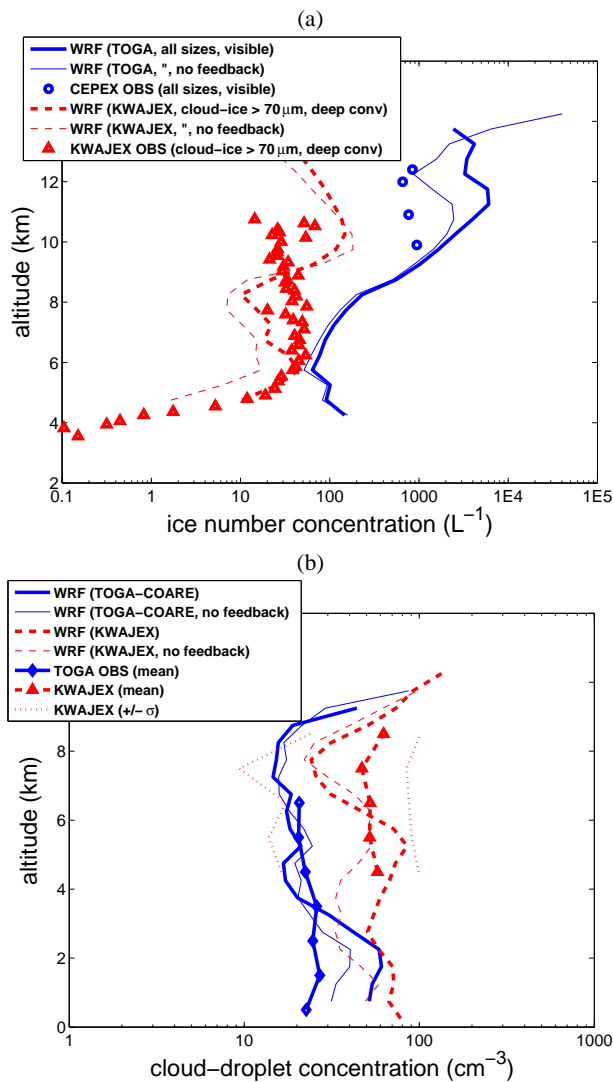 (a)
WRF (TOGA, all sizes, visible)
WRF (TOGA, ", no feedback)
CEPEX OBS (all sizes, visible)
WRF (KWAJEX, cloud−ice > 70 μm, deep conv)
WRF (KWAJEX, ", no feedback)
KWAJEX OBS (cloud−ice > 70 μm, deep conv)
12
10
8
6
4
2
altitude (km)
0.1 1 10 100 1000 1E4 1E5
ice number concentration (L⁻¹)
(b)
WRF (TOGA−COARE)
WRF (TOGA−COARE, no feedback)
WRF (KWAJEX)
WRF (KWAJEX, no feedback)
TOGA OBS (mean)
KWAJEX (mean)
KWAJEX (+/− σ)
8
6
4
2
0
altitude (km)
1 10 100 1000
cloud−droplet concentration (cm⁻³)